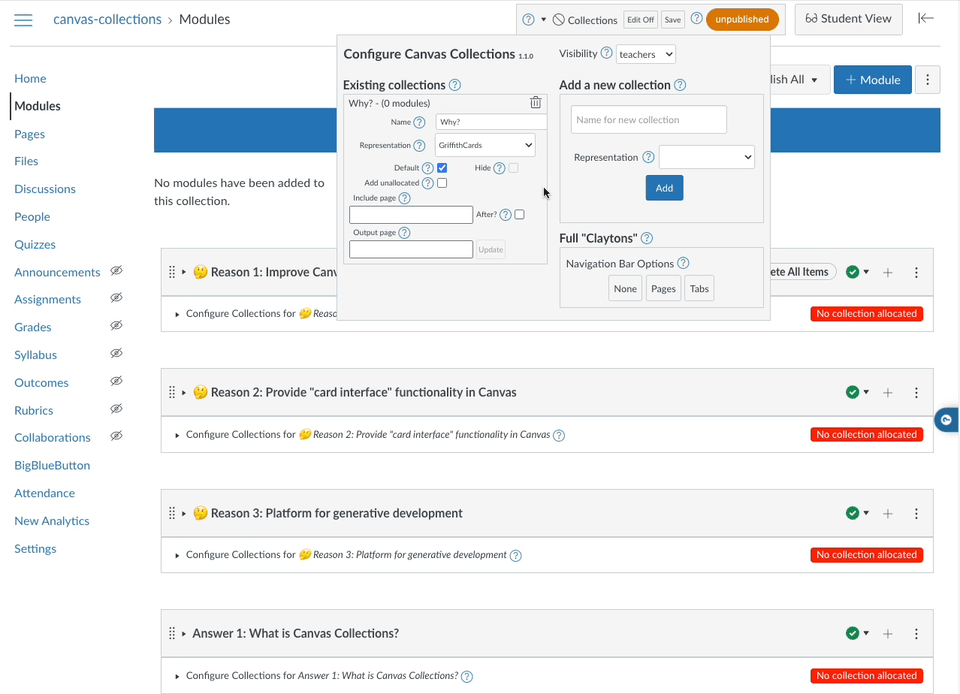 canvas-collections › Modules
Collections
Edit Off
Save
unpublished
Student View
Configure Canvas Collections 1.1.0
Visibility
teachers
Existing collections
Why? - (0 modules)
Name
Why?
Representation
GriffithCards
Default
Hide
Add unallocated
Include page
After?
Output page
Update
Add a new collection
Name for new collection
Representation
Add
Full "Claytons"
Navigation Bar Options
None
Pages
Tabs
lish All
+ Module
Home
Modules
Pages
Files
Discussions
People
Quizzes
Announcements
Assignments
Grades
Syllabus
Outcomes
Rubrics
Collaborations
BigBlueButton
Attendance
New Analytics
Settings
No modules have been added to
this collection.
🤔 Reason 1: Improve Canv
ete All Items
Configure Collections for 🤔 Reaso
No collection allocated
🤔 Reason 2: Provide "card interface" functionality in Canvas
Configure Collections for 🤔 Reason 2: Provide "card interface" functionality in Canvas
No collection allocated
🤔 Reason 3: Platform for generative development
Configure Collections for 🤔 Reason 3: Platform for generative development
No collection allocated
Answer 1: What is Canvas Collections?
Configure Collections for Answer 1: What is Canvas Collections?
No collection allocated